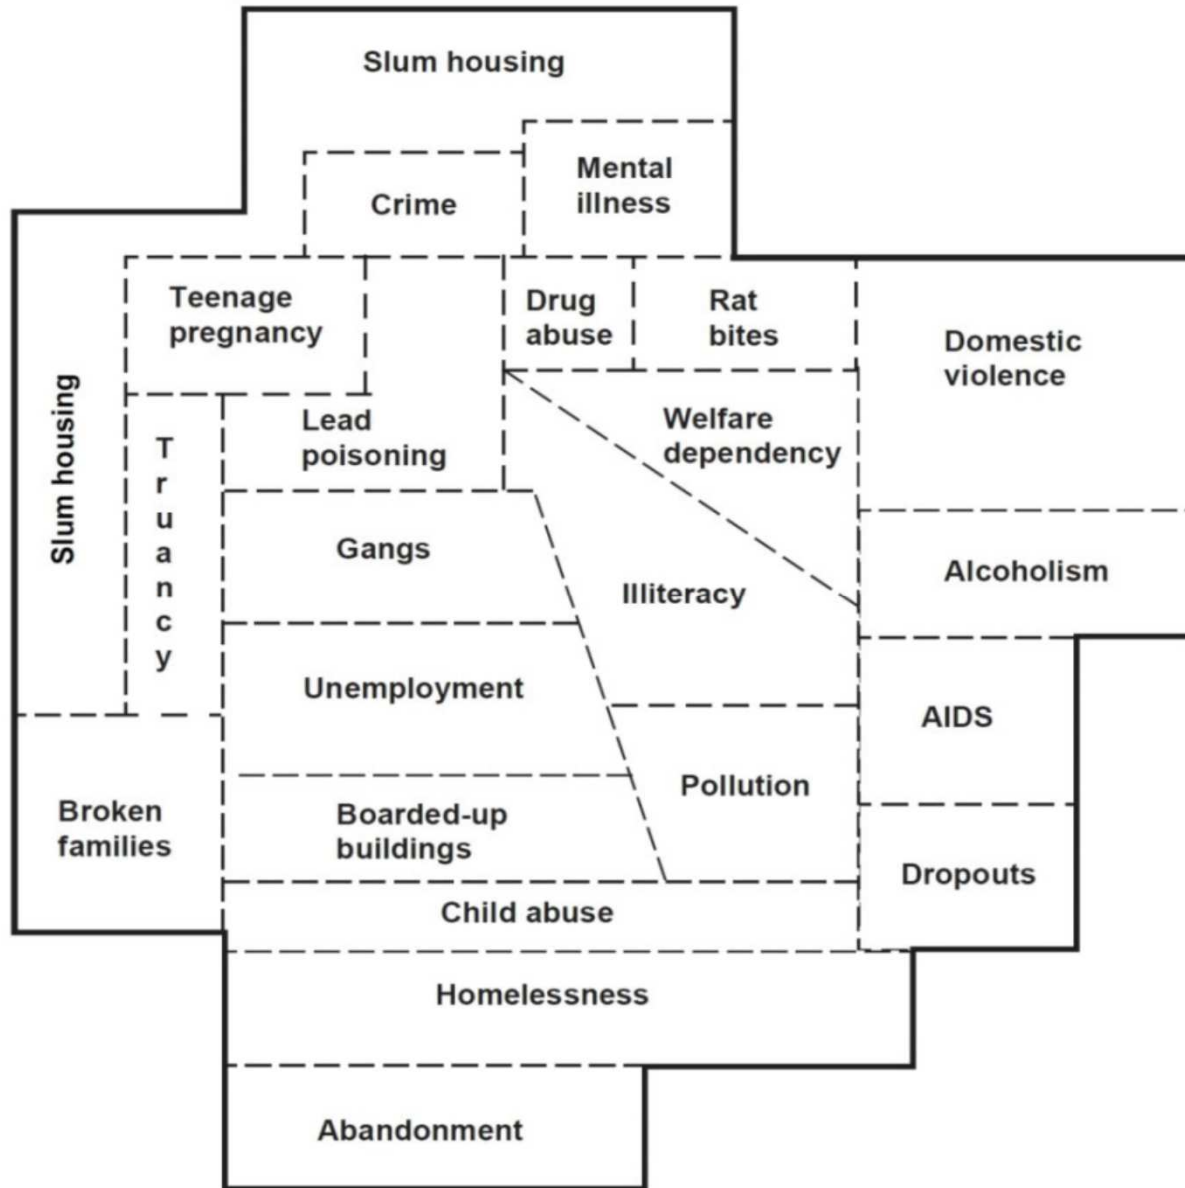 Slum housing
Mental
illness
Crime
Teenage
pregnancy
Drug
abuse
Rat
bites
Domestic
violence
Slum housing
Truancy
Lead
poisoning
Welfare
dependency
Gangs
Illiteracy
Alcoholism
Unemployment
AIDS
Pollution
Broken
families
Boarded-up
buildings
Dropouts
Child abuse
Homelessness
Abandonment